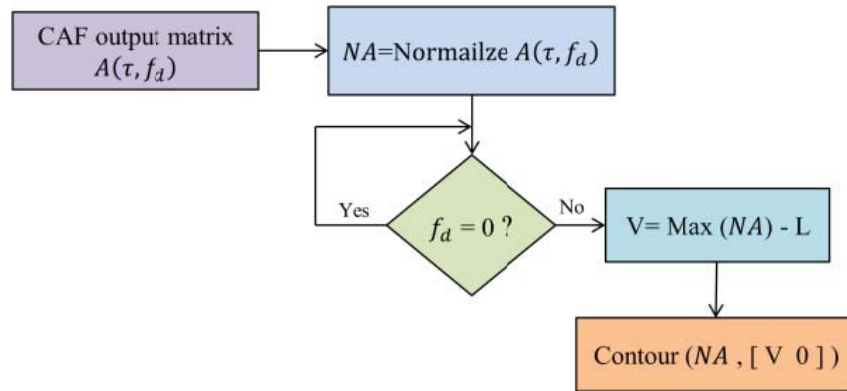 CAF output matrix
A(τ, f_d)
NA=Normailze A(τ, f_d)
Yes
f_d = 0 ?
No
V= Max (NA) - L
Contour (NA , [ V 0 ] )